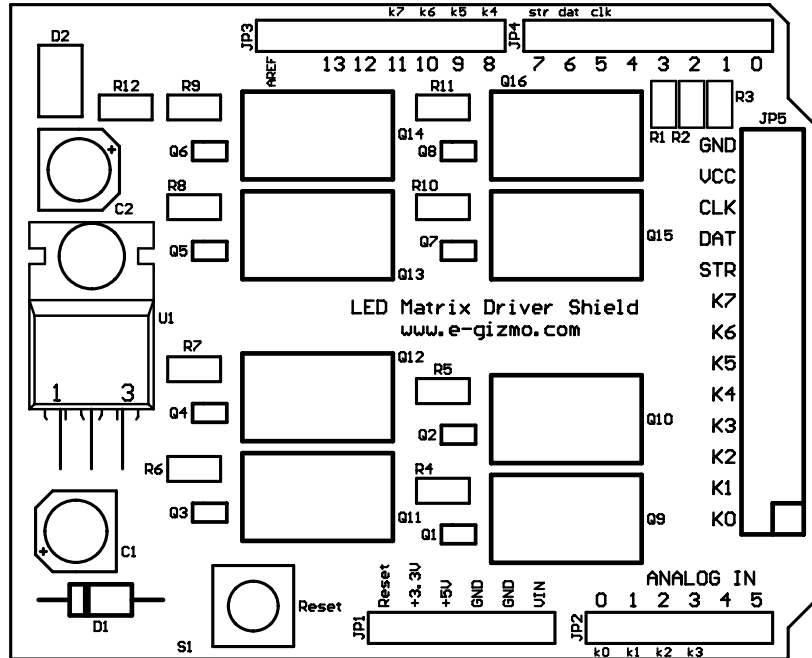 k7 k6 k5 k4
str dat clk
D2
JP3
JP4
AREF
13 12 11 10 9 8
7 6 5 4 3 2 1 0
R12
R9
R11
Q16
R3
Q14
R1 R2
JP5
Q6
Q8
GND
VCC
R8
R10
C2
CLK
Q15
DAT
Q5
Q7
Q13
STR
LED Matrix Driver Shield
www.e-gizmo.com
K7
U1
K6
R7
Q12
R5
K5
1 3
K4
Q4
Q2
Q10
K3
K2
R6
R4
K1
Q3
Q11
Q9
K0
Q1
C1
Reset
+3.3V
+5V
GND
GND
VIN
ANALOG IN
0 1 2 3 4 5
Reset
D1
JP1
JP2
S1
k0 k1 k2 k3